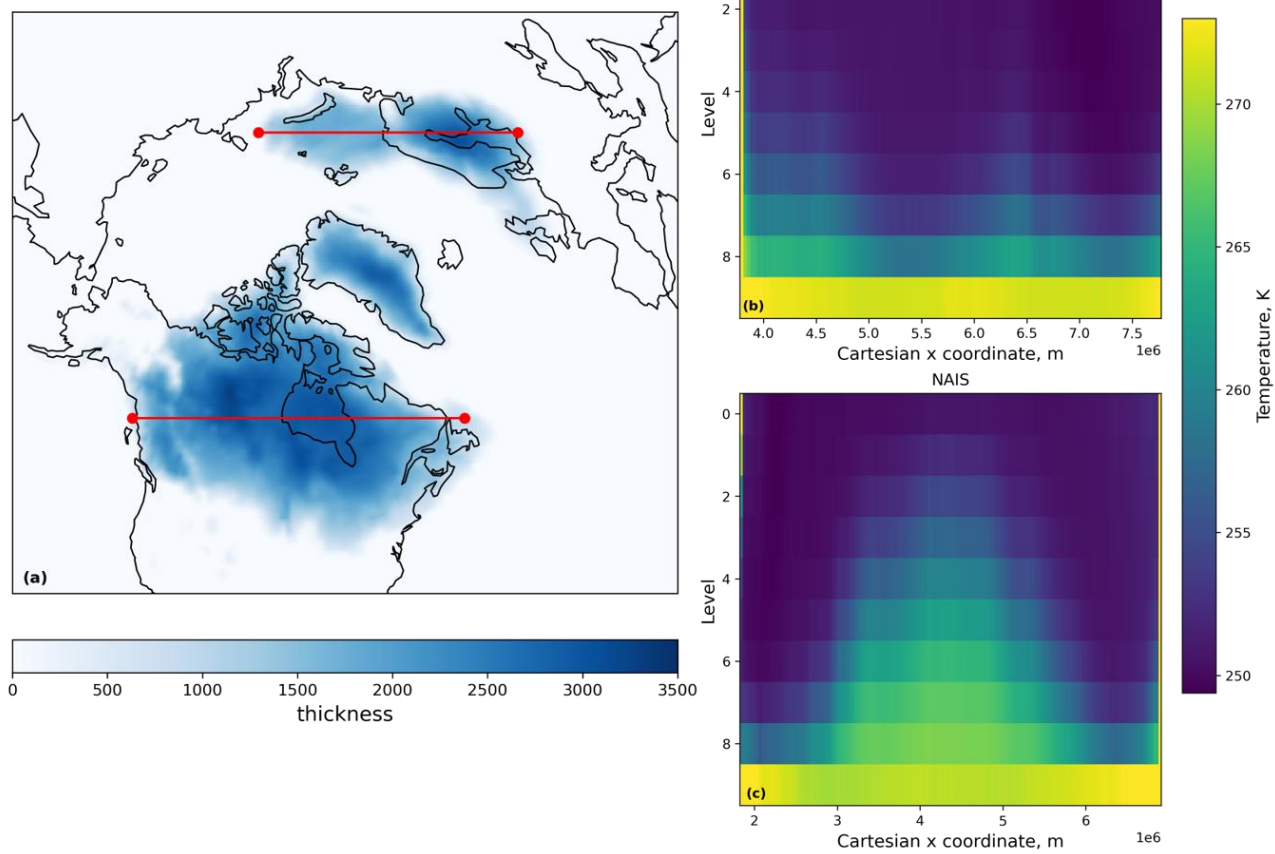 (a)
0 500 1000 1500 2000 2500 3000 3500
thickness
2
4
6
8
Level
(b)
4.0 4.5 5.0 5.5 6.0 6.5 7.0 7.5
1e6
Cartesian x coordinate, m
NAIS
0
2
4
6
8
Level
(c)
2 3 4 5 6
1e6
Cartesian x coordinate, m
270
265
260
255
250
Temperature, K